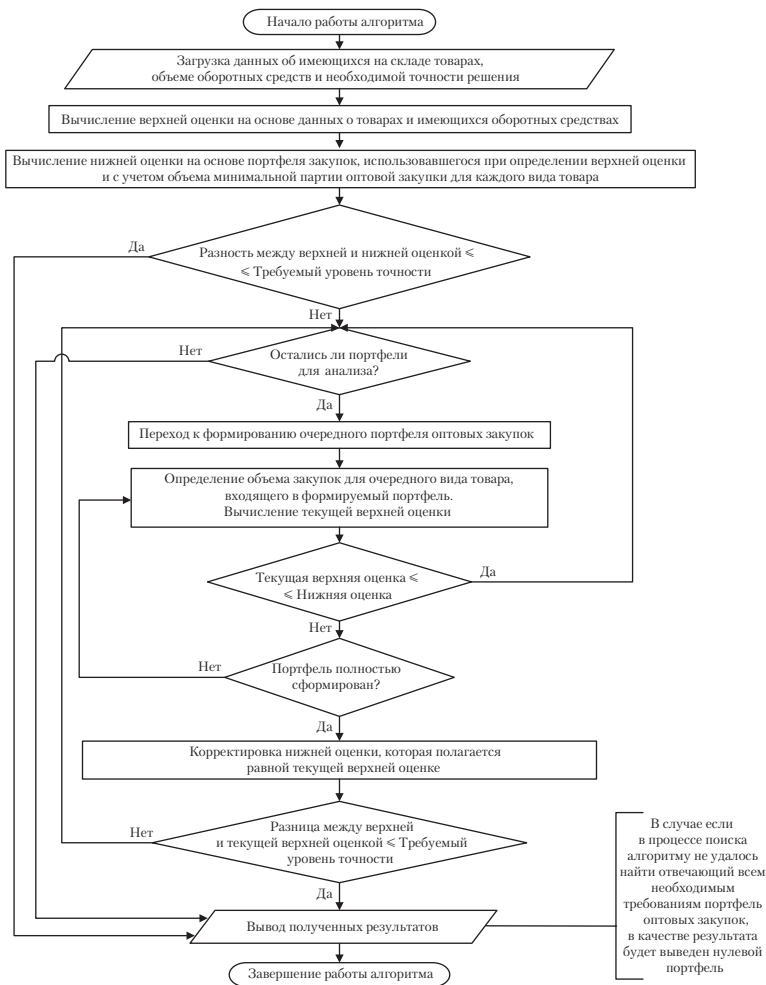 Начало работы алгоритма
Загрузка данных об имеющихся на складе товарах,
объеме оборотных средств и необходимой точности решения
Вычисление верхней оценки на основе данных о товарах и имеющихся оборотных средствах
Вычисление нижней оценки на основе портфеля закупок, использовавшегося при определении верхней оценки
и с учетом объема минимальной партии оптовой закупки для каждого вида товара
Да
Разность между верхней и нижней оценкой ⩽
⩽ Требуемый уровень точности
Нет
Нет
Остались ли портфели
для анализа?
Да
Переход к формированию очередного портфеля оптовых закупок
Определение объема закупок для очередного вида товара,
входящего в формируемый портфель.
Вычисление текущей верхней оценки
Текущая верхняя оценка ⩽
⩽ Нижняя оценка
Да
Нет
Нет
Портфель полностью
сформирован?
Да
Корректировка нижней оценки, которая полагается
равной текущей верхней оценке
Нет
Разница между верхней
и текущей верхней оценкой ⩽ Требуемый
уровень точности
Да
Вывод полученных результатов
В случае если
в процессе поиска
алгоритму не удалось
найти отвечающий всем
необходимым
требованиям портфель
оптовых закупок,
в качестве результата
будет выведен нулевой
портфель
Завершение работы алгоритма